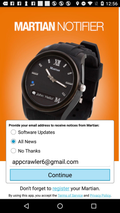 12:56
MARTIAN NOTIFIER
Provide your email address to receive notices from Martian:
Software Updates
All News
No Thanks
appcrawler6@gmail.com
Continue
Don't forget to register your Martian.
By using this app, you accept the Terms of Service and Privacy Policy.